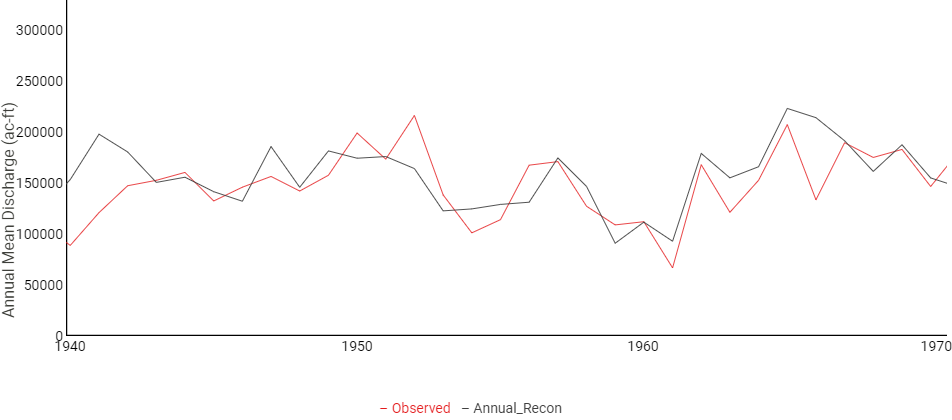 300000
250000
200000
150000
100000
50000
0
Annual Mean Discharge (ac-ft)
1940 1950 1960 1970
Observed Annual_Recon